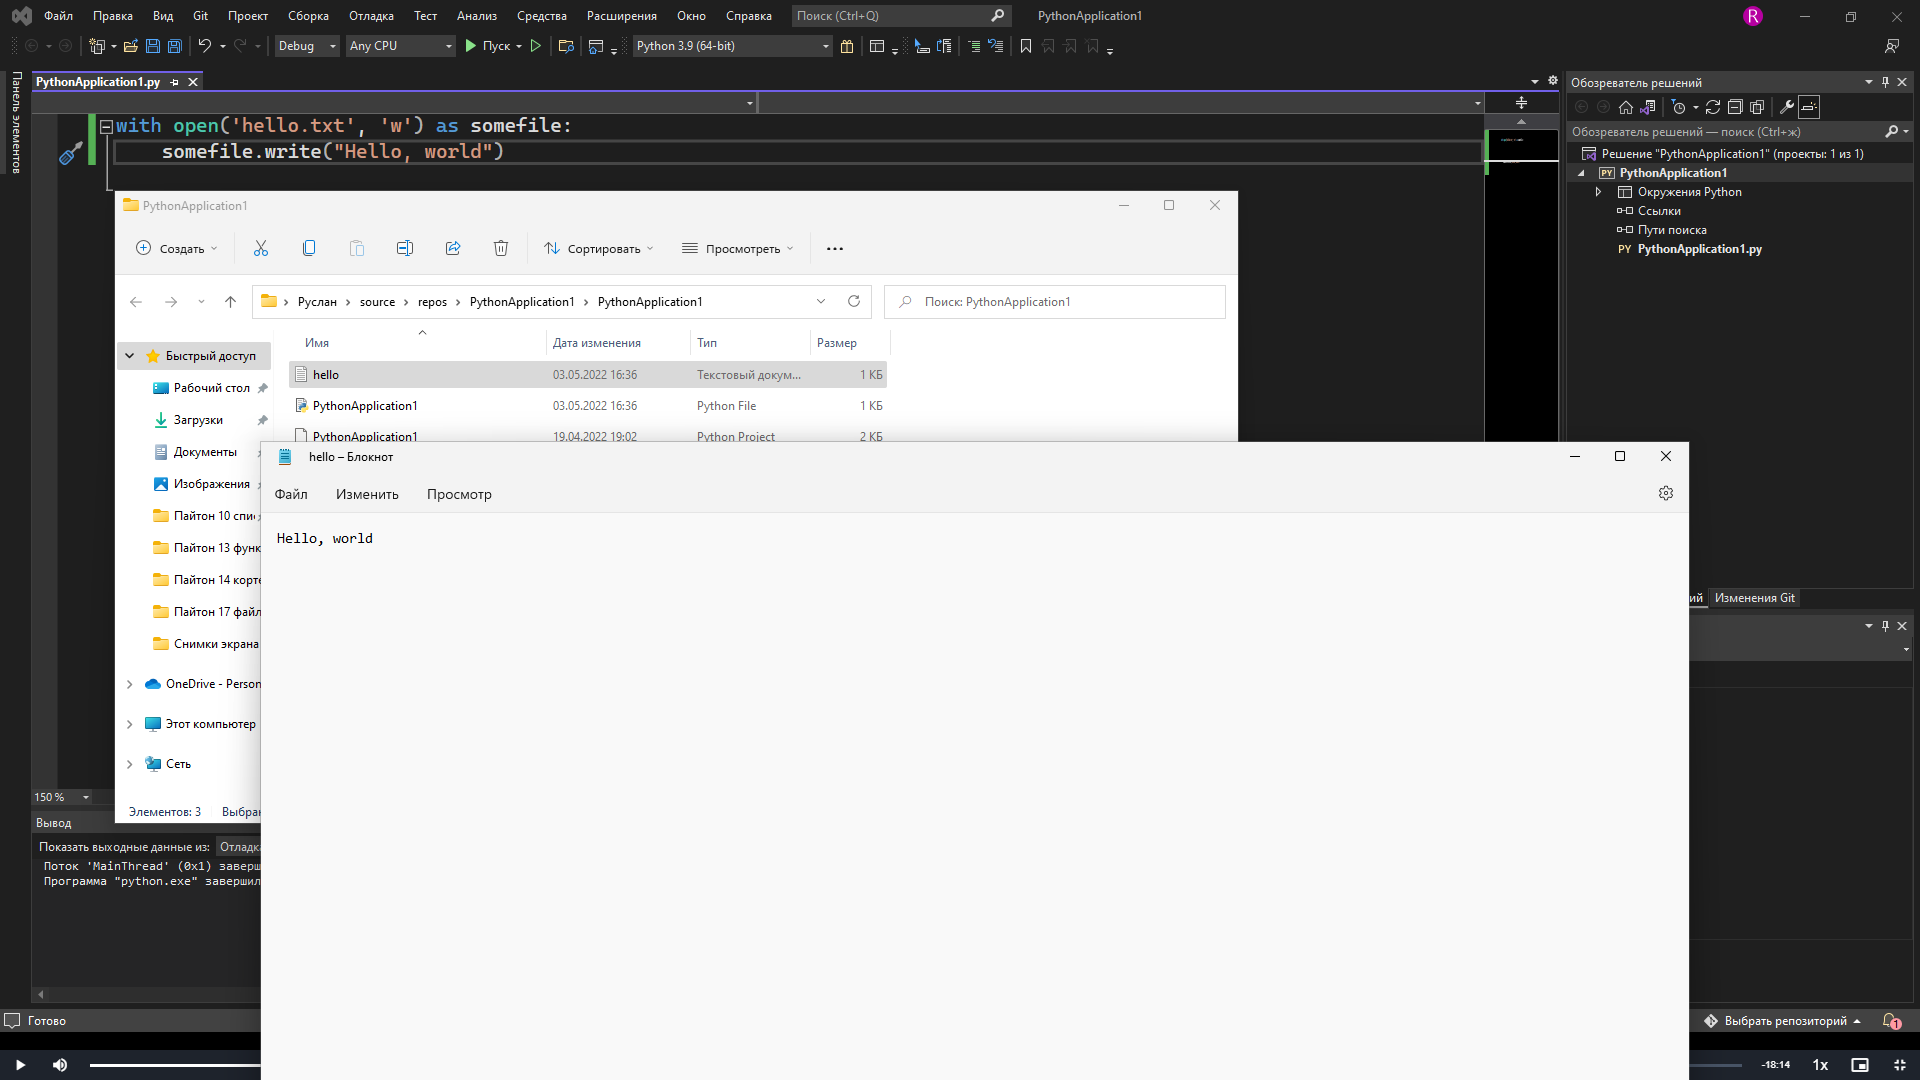 Файл Правка Вид Git Проект Сборка Отладка Тест Анализ Средства Расширения Окно Справка Поиск (Ctrl+Q) PythonApplication1 R
Debug Any CPU Пуск Python 3.9 (64-bit)
Панель элементов
PythonApplication1.py
with open('hello.txt', 'w') as somefile:
somefile.write("Hello, world")
PythonApplication1
Создать Сортировать Просмотреть
Руслан source repos PythonApplication1 PythonApplication1 Поиск: PythonApplication1
Имя Дата изменения Тип Размер
hello 03.05.2022 16:36 Текстовый докум... 1 КБ
PythonApplication1 03.05.2022 16:36 Python File 1 КБ
PythonApplication1 19.04.2022 19:02 Python Project 2 КБ
Быстрый доступ
Рабочий стол
Загрузки
Документы
Изображения
Пайтон 10 спи
Пайтон 13 функ
Пайтон 14 корте
Пайтон 17 файл
Снимки экрана
OneDrive - Person
Этот компьютер
Сеть
Элементов: 3 Выбран
hello – Блокнот
Файл Изменить Просмотр
Hello, world
Обозреватель решений
Обозреватель решений — поиск (Ctrl+ж)
Решение "PythonApplication1" (проекты: 1 из 1)
PY PythonApplication1
Окружения Python
Ссылки
Пути поиска
PY PythonApplication1.py
ий Изменения Git
150 %
Вывод
Показать выходные данные из: Отладка
Поток 'MainThread' (0x1) заверш
Программа "python.exe" завершил
Готово
Выбрать репозиторий 1
-18:14 1x